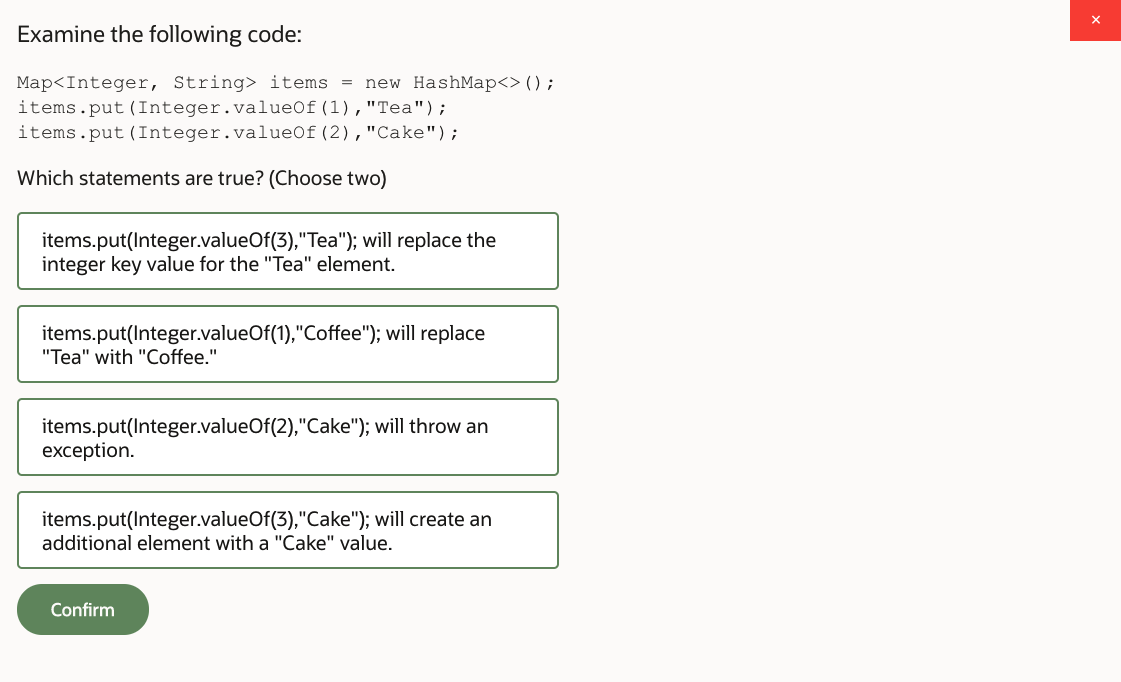 Examine the following code:
×
Map<Integer, String> items = new HashMap<>();
items.put(Integer.valueOf(1),"Tea");
items.put(Integer.valueOf(2),"Cake");
Which statements are true? (Choose two)
items.put(Integer.valueOf(3),"Tea"); will replace the
integer key value for the "Tea" element.
items.put(Integer.valueOf(1),"Coffee"); will replace
"Tea" with "Coffee."
items.put(Integer.valueOf(2),"Cake"); will throw an
exception.
items.put(Integer.valueOf(3),"Cake"); will create an
additional element with a "Cake" value.
Confirm